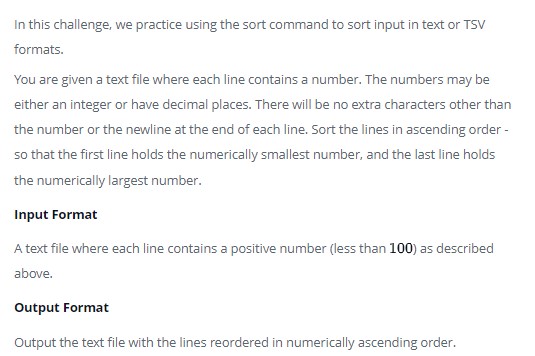 In this challenge, we practice using the sort command to sort input in text or TSV
formats.
You are given a text file where each line contains a number. The numbers may be
either an integer or have decimal places. There will be no extra characters other than
the number or the newline at the end of each line. Sort the lines in ascending order -
so that the first line holds the numerically smallest number, and the last line holds
the numerically largest number.
Input Format
A text file where each line contains a positive number (less than 100) as described
above.
Output Format
Output the text file with the lines reordered in numerically ascending order.